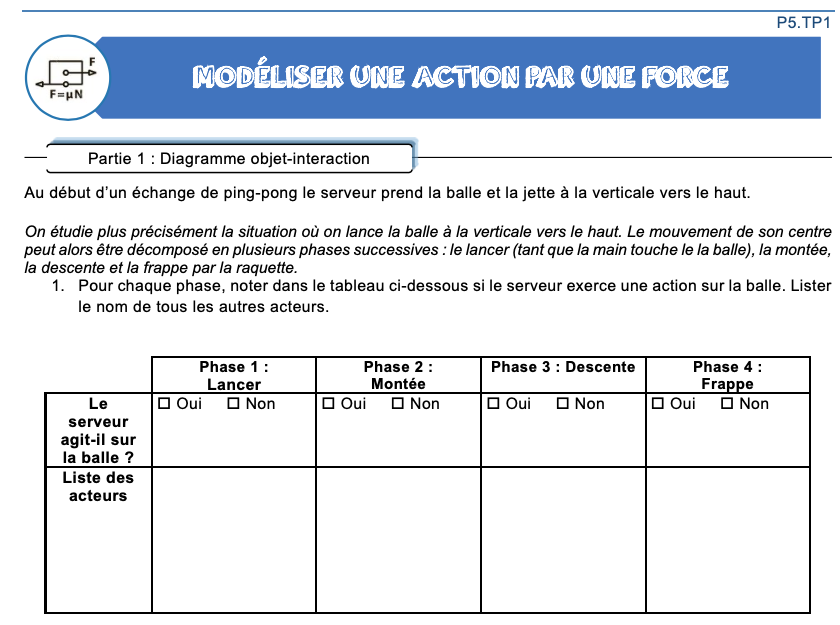 P5.TP1
F
F=µN
MODÉLISER UNE ACTION PAR UNE FORCE
Partie 1 : Diagramme objet-interaction
Au début d'un échange de ping-pong le serveur prend la balle et la jette à la verticale vers le haut.
On étudie plus précisément la situation où on lance la balle à la verticale vers le haut. Le mouvement de son centre
peut alors être décomposé en plusieurs phases successives : le lancer (tant que la main touche le la balle), la montée,
la descente et la frappe par la raquette.
1. Pour chaque phase, noter dans le tableau ci-dessous si le serveur exerce une action sur la balle. Lister
le nom de tous les autres acteurs.
Phase 1 :
Lancer
Phase 2 :
Montée
Phase 3 : Descente
Phase 4 :
Frappe
Le
serveur
agit-il sur
la balle ?
☐ Oui ☐ Non
☐ Oui ☐ Non
☐ Oui ☐ Non
☐ Oui ☐ Non
Liste des
acteurs